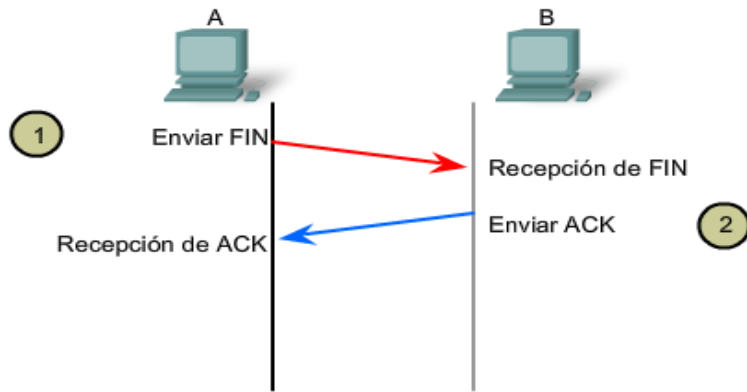 A
B
1
Enviar FIN
Recepción de FIN
Enviar ACK
2
Recepción de ACK